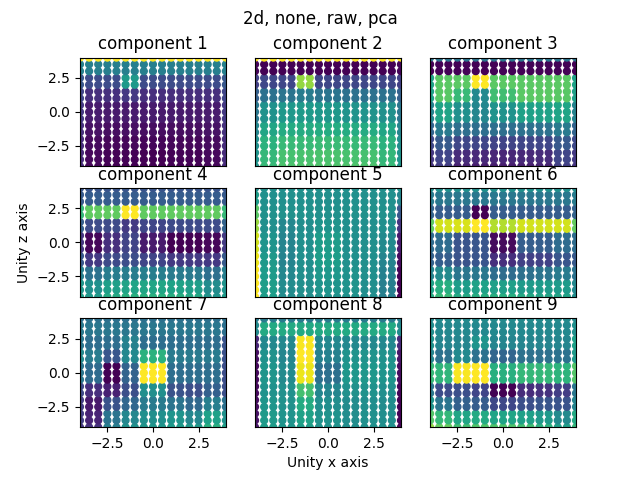 2d, none, raw, pca
component 1
component 2
component 3
2.5
0.0
−2.5
component 4
component 5
component 6
Unity z axis
2.5
0.0
−2.5
component 7
component 8
component 9
2.5
0.0
−2.5
−2.5
0.0
2.5
−2.5
0.0
2.5
−2.5
0.0
2.5
Unity x axis